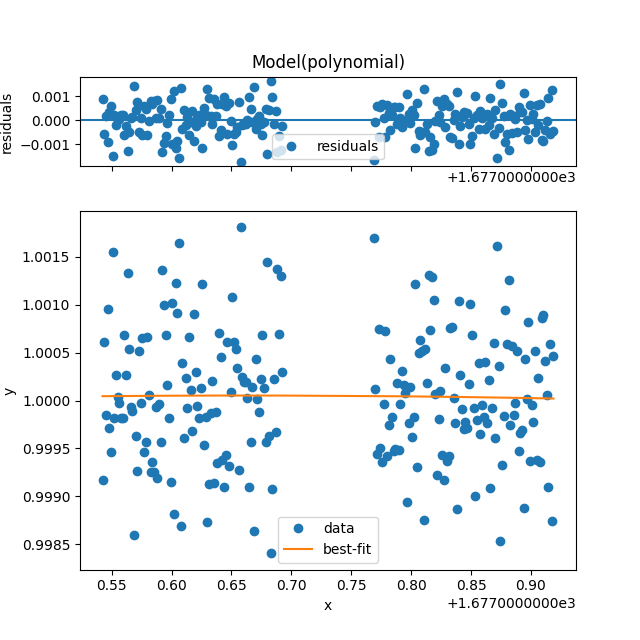 Model(polynomial)
residuals
0.001
0.000
−0.001
residuals
+1.6770000000e3
y
1.0015
1.0010
1.0005
1.0000
0.9995
0.9990
0.9985
data
best-fit
0.55 0.60 0.65 0.70 0.75 0.80 0.85 0.90
x
+1.6770000000e3